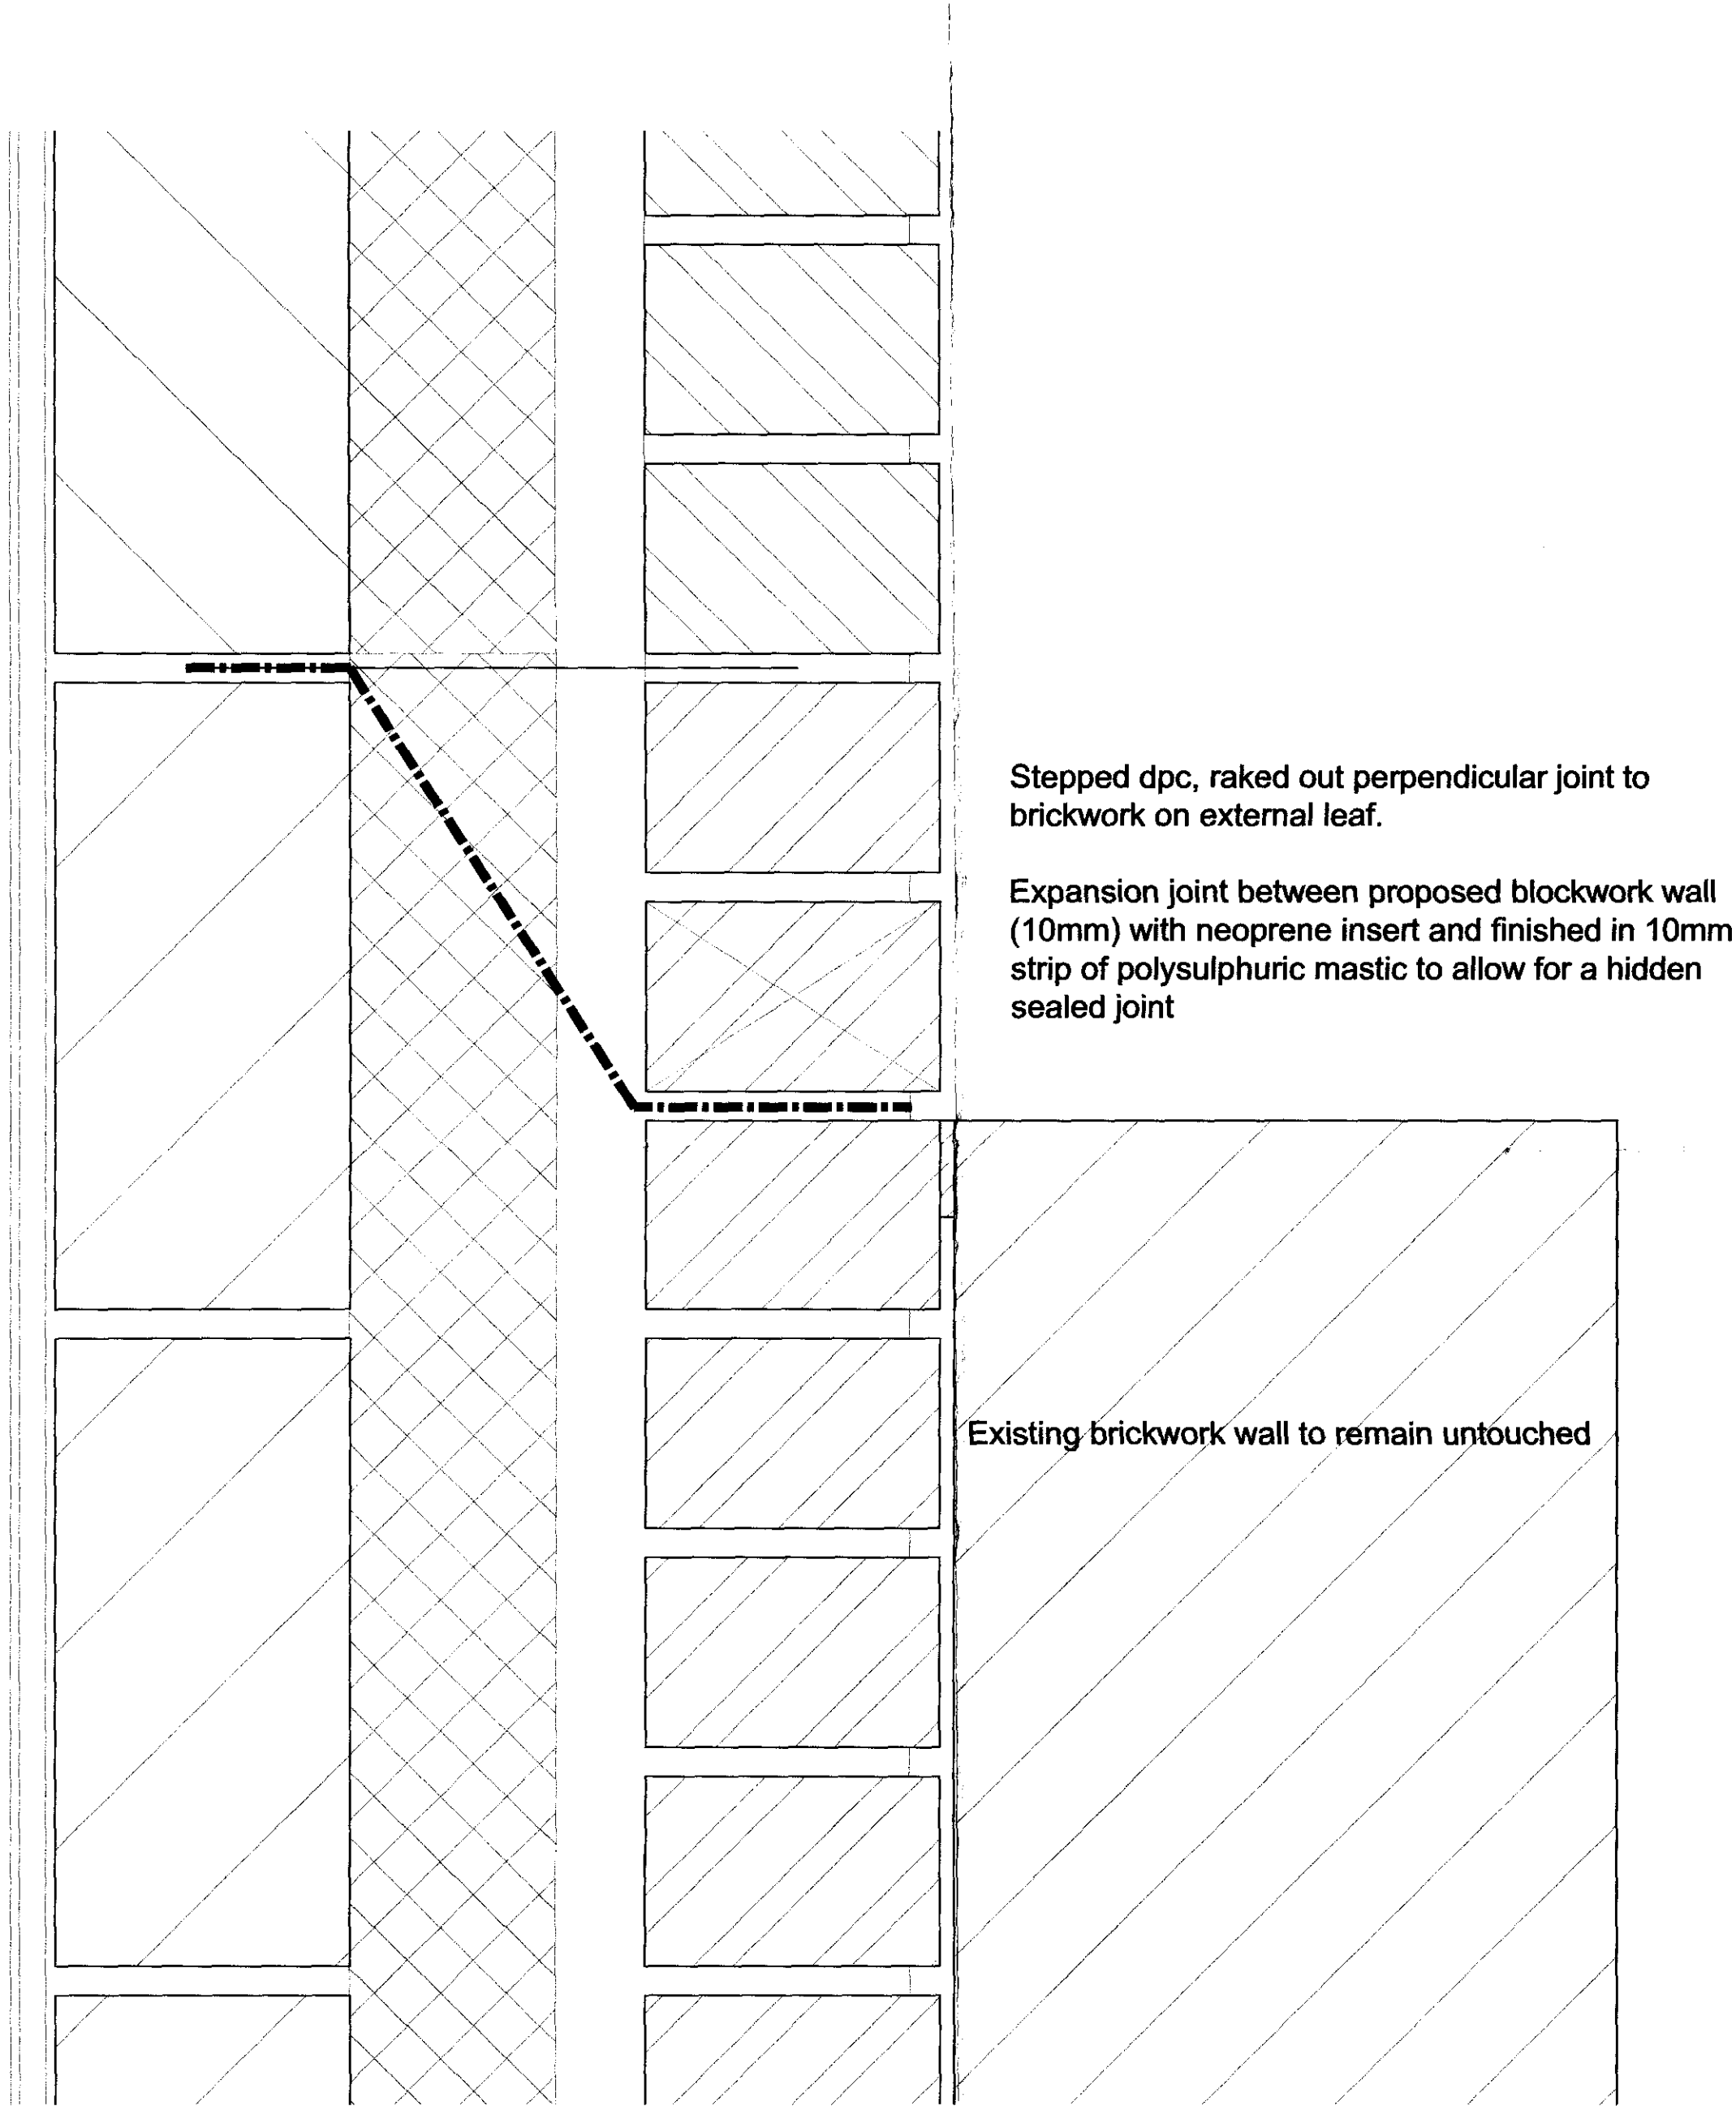 Stepped dpc, raked out perpendicular joint to
brickwork on external leaf.
Expansion joint between proposed blockwork wall
(10mm) with neoprene insert and finished in 10mm
strip of polysulphuric mastic to allow for a hidden
sealed joint
Existing brickwork wall to remain untouched